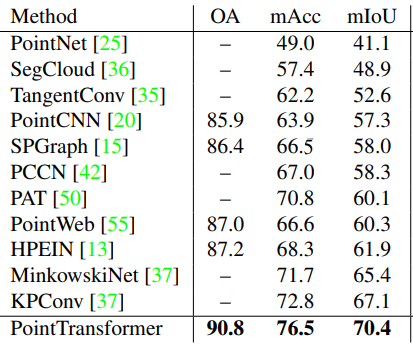 Method OA mAcc mIoU
PointNet [25] – 49.0 41.1
SegCloud [36] – 57.4 48.9
TangentConv [35] – 62.2 52.6
PointCNN [20] 85.9 63.9 57.3
SPGraph [15] 86.4 66.5 58.0
PCCN [42] – 67.0 58.3
PAT [50] – 70.8 60.1
PointWeb [55] 87.0 66.6 60.3
HPEIN [13] 87.2 68.3 61.9
MinkowskiNet [37] – 71.7 65.4
KPConv [37] – 72.8 67.1
PointTransformer 90.8 76.5 70.4